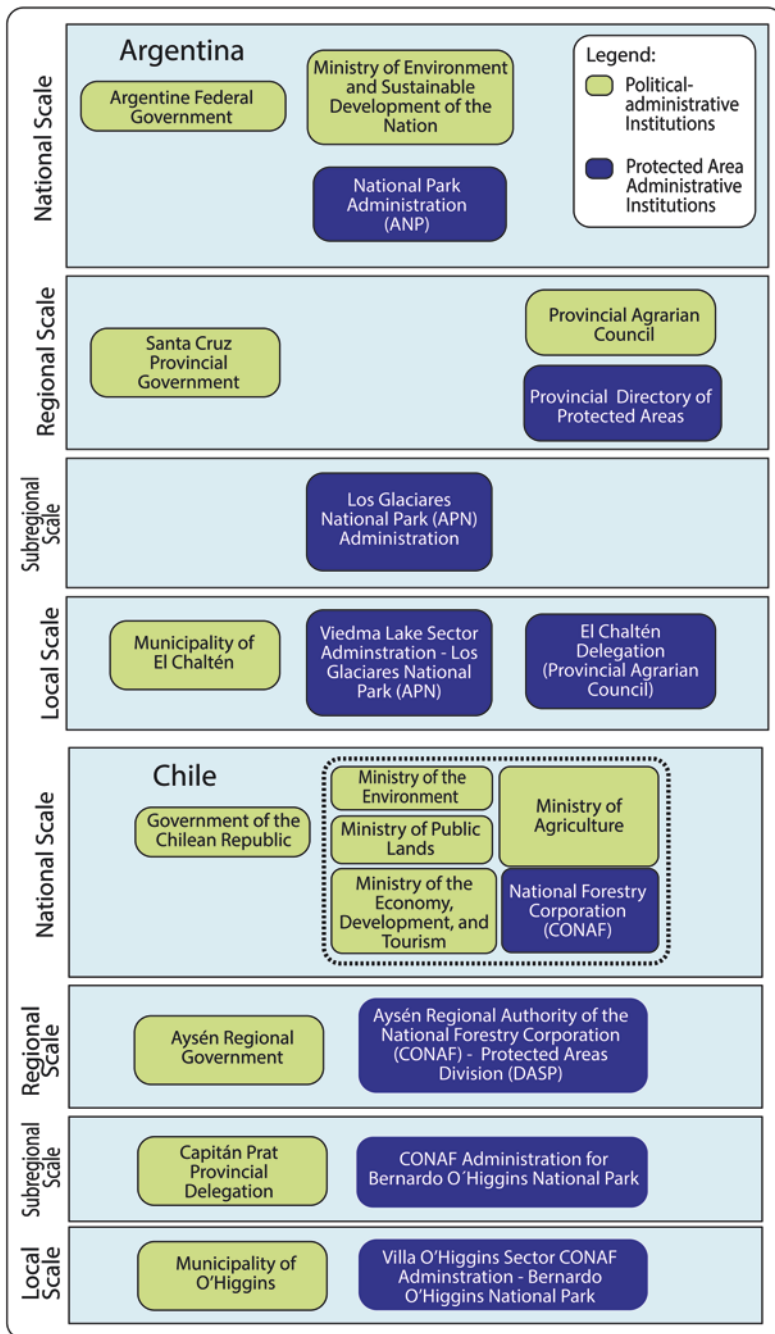 Argentina
National Scale
Argentine Federal
Government
Ministry of Environment
and Sustainable
Development of the
Nation
National Park
Administration
(ANP)
Legend:
Political-
administrative
Institutions
Protected Area
Administrative
Institutions
Regional Scale
Santa Cruz
Provincial
Government
Provincial Agrarian
Council
Provincial Directory of
Protected Areas
Subregional
Scale
Los Glaciares
National Park (APN)
Administration
Local Scale
Municipality of
El Chaltén
Viedma Lake Sector
Adminstration - Los
Glaciares National
Park (APN)
El Chaltén
Delegation
(Provincial Agrarian
Council)
Chile
National Scale
Government of the
Chilean Republic
Ministry of the
Environment
Ministry of Public
Lands
Ministry of the
Economy,
Development, and
Tourism
Ministry of
Agriculture
National Forestry
Corporation
(CONAF)
Regional
Scale
Aysén Regional
Government
Aysén Regional Authority of the
National Forestry Corporation
(CONAF) - Protected Areas
Division (DASP)
Subregional
Scale
Capitán Prat
Provincial
Delegation
CONAF Administration for
Bernardo O´Higgins National Park
Local
Scale
Municipality of
O’Higgins
Villa O’Higgins Sector CONAF
Adminstration - Bernardo
O’Higgins National Park